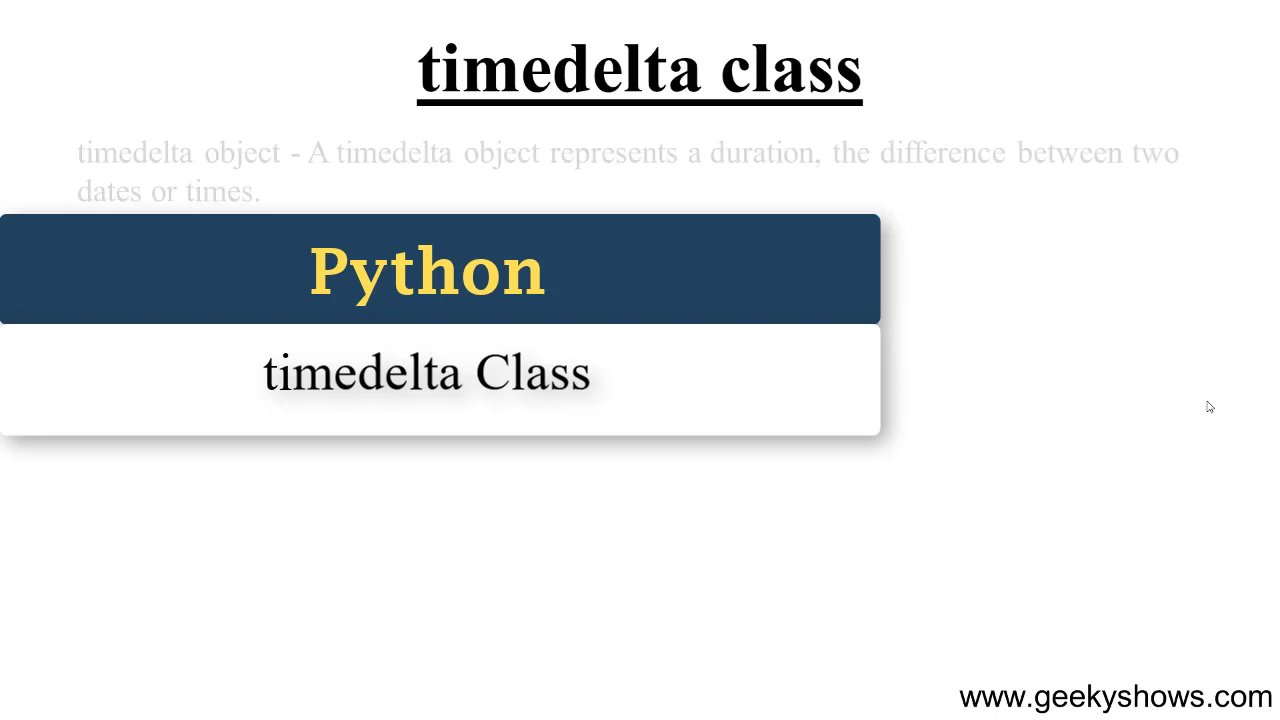 timedelta class
timedelta object - A timedelta object represents a duration, the difference between two
dates or times.
Python
timedelta Class
www.geekyshows.com